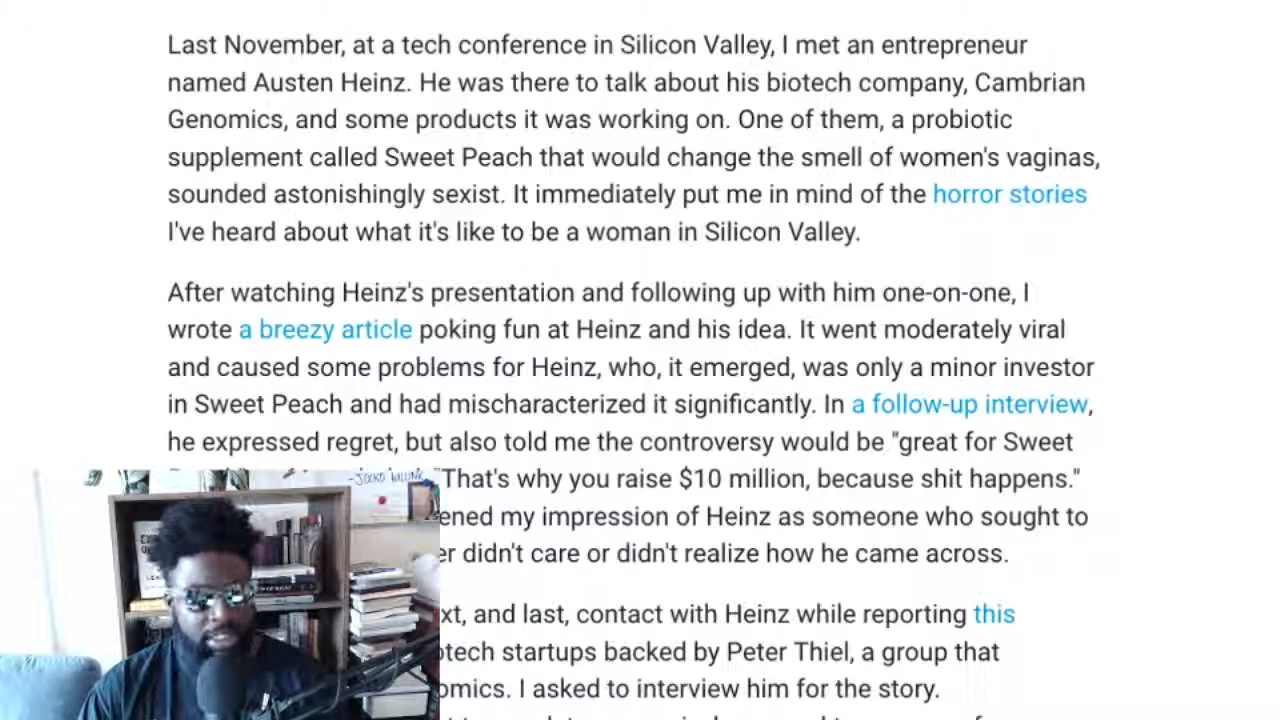 Last November, at a tech conference in Silicon Valley, I met an entrepreneur
named Austen Heinz. He was there to talk about his biotech company, Cambrian
Genomics, and some products it was working on. One of them, a probiotic
supplement called Sweet Peach that would change the smell of women's vaginas,
sounded astonishingly sexist. It immediately put me in mind of the horror stories
I've heard about what it's like to be a woman in Silicon Valley.
After watching Heinz's presentation and following up with him one-on-one, I
wrote a breezy article poking fun at Heinz and his idea. It went moderately viral
and caused some problems for Heinz, who, it emerged, was only a minor investor
in Sweet Peach and had mischaracterized it significantly. In a follow-up interview,
he expressed regret, but also told me the controversy would be "great for Sweet
"That's why you raise $10 million, because shit happens."
ened my impression of Heinz as someone who sought to
er didn't care or didn't realize how he came across.
xt, and last, contact with Heinz while reporting this
otech startups backed by Peter Thiel, a group that
omics. I asked to interview him for the story.
-JOCKO WILLINK